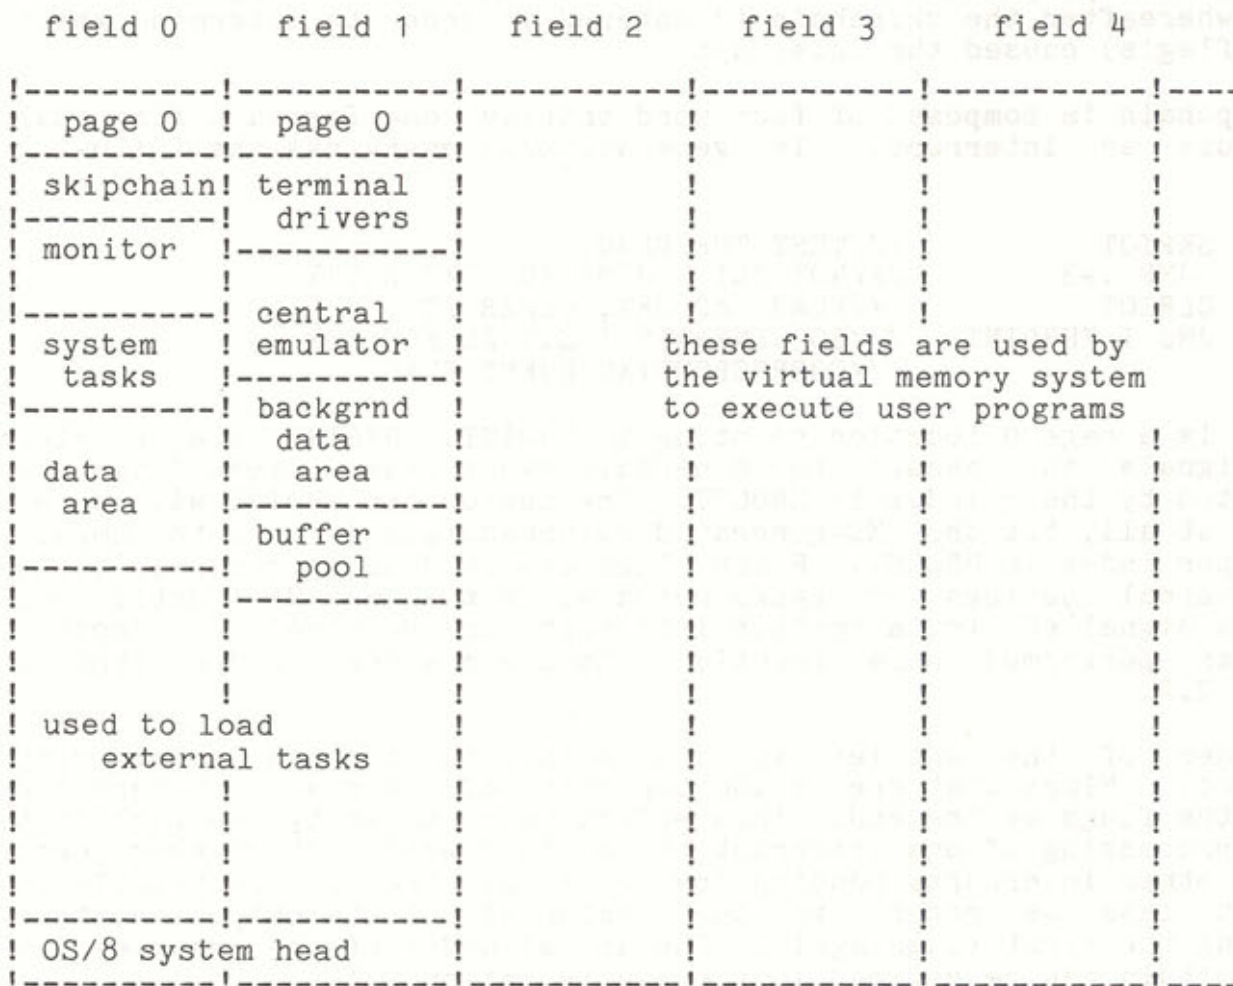 field 0 field 1 field 2 field 3 field 4
!----------!-----------!-----------!-----------!-----------!----
! page 0 ! page 0 ! ! ! !
!----------!-----------! ! ! !
! skipchain! terminal ! ! ! !
!----------! drivers ! ! ! !
! monitor !-----------! ! ! !
! ! ! ! ! !
!----------! central ! ! ! !
! system ! emulator ! these fields are used by
! tasks !-----------! the virtual memory system
!----------! backgrnd ! to execute user programs
! ! data ! ! ! !
! data ! area ! ! ! !
! area !-----------! ! ! !
! ! buffer ! ! ! !
!----------! pool ! ! ! !
! !-----------! ! ! !
! ! ! ! ! !
! ! ! ! ! !
! ! ! ! ! !
! used to load ! ! ! !
! external tasks ! ! ! !
! ! ! ! ! !
! ! ! ! ! !
! ! ! ! ! !
! ! ! ! ! !
!----------!-----------! ! ! !
! OS/8 system head ! ! ! !
!----------!-----------!-----------!-----------!-----------!----